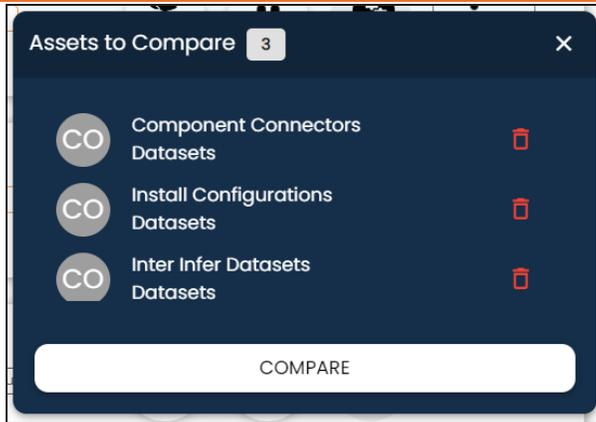 Assets to Compare 3
CO
Component Connectors
Datasets
CO
Install Configurations
Datasets
CO
Inter Infer Datasets
Datasets
COMPARE